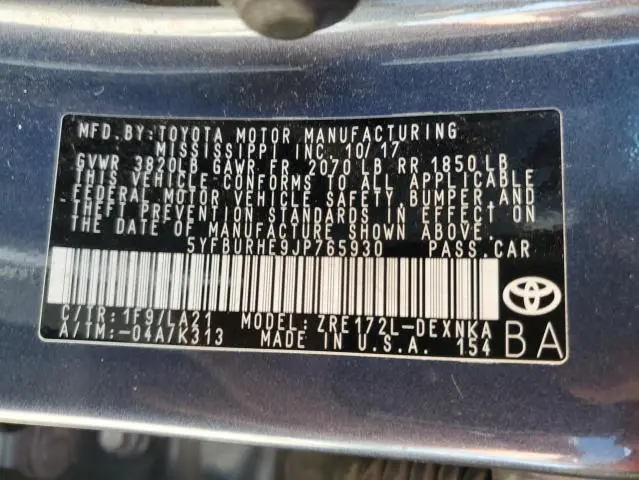 MFD. BY: TOYOTA MOTOR MANUFACTURING
MISSISSIPPI INC. 10/17
GVWR 3820LB GAWR FR 2070 LB RR 1850 LB
THIS VEHICLE CONFORMS TO ALL APPLICABLE
FEDERAL MOTOR VEHICLE SAFETY, BUMPER, AND
THEFT PREVENTION STANDARDS IN EFFECT ON
THE DATE OF MANUFACTURE SHOWN ABOVE.
5YFBURHE9JP765930 PASS. CAR
C/TR: 1F9/LA21 MODEL: ZRE172L-DEXNKA
A/TM: -04A/K313 MADE IN U.S.A. 154
BA